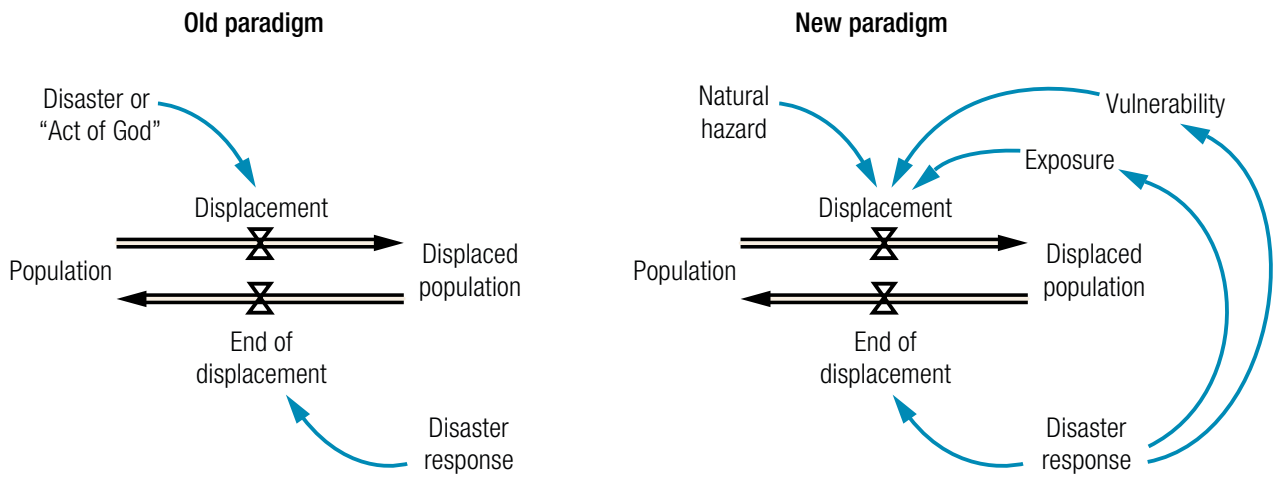 Old paradigm
Disaster or
“Act of God”
Displacement
Population
Displaced
population
End of
displacement
Disaster
response
New paradigm
Natural
hazard
Vulnerability
Exposure
Displacement
Population
Displaced
population
End of
displacement
Disaster
response